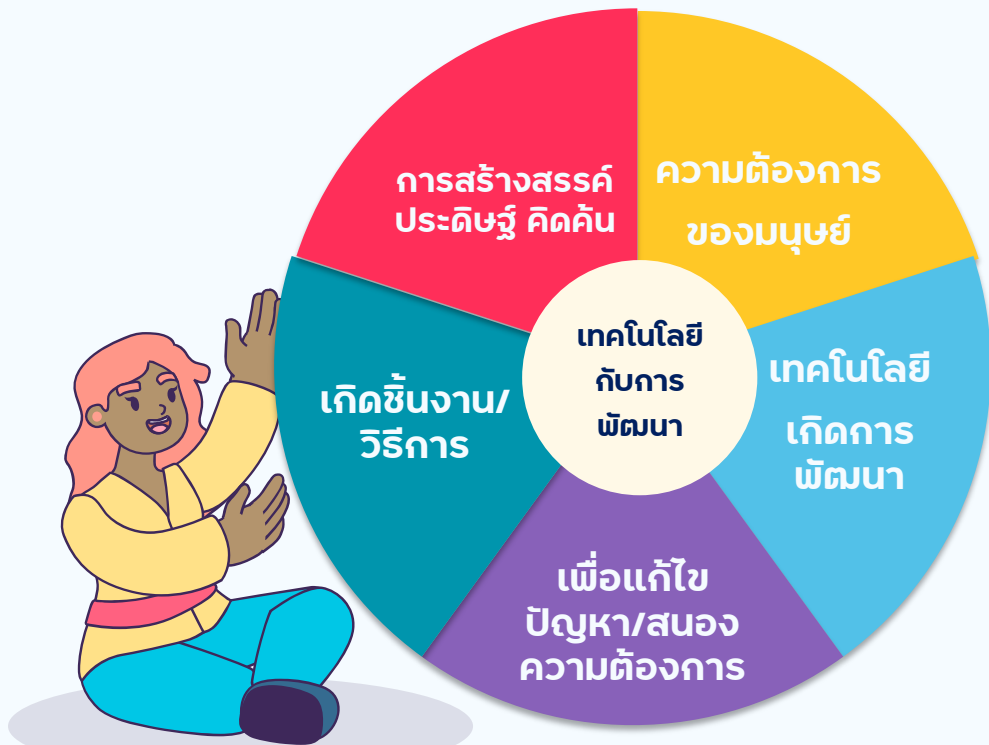 การสร้างสรรค์
ประดิษฐ์ คิดค้น
ความต้องการ
ของมนุษย์
เทคโนโลยี
กับการ
พัฒนา
เทคโนโลยี
เกิดการ
พัฒนา
เกิดชิ้นงาน/
วิธีการ
เพื่อแก้ไข
ปัญหา/สนอง
ความต้องการ